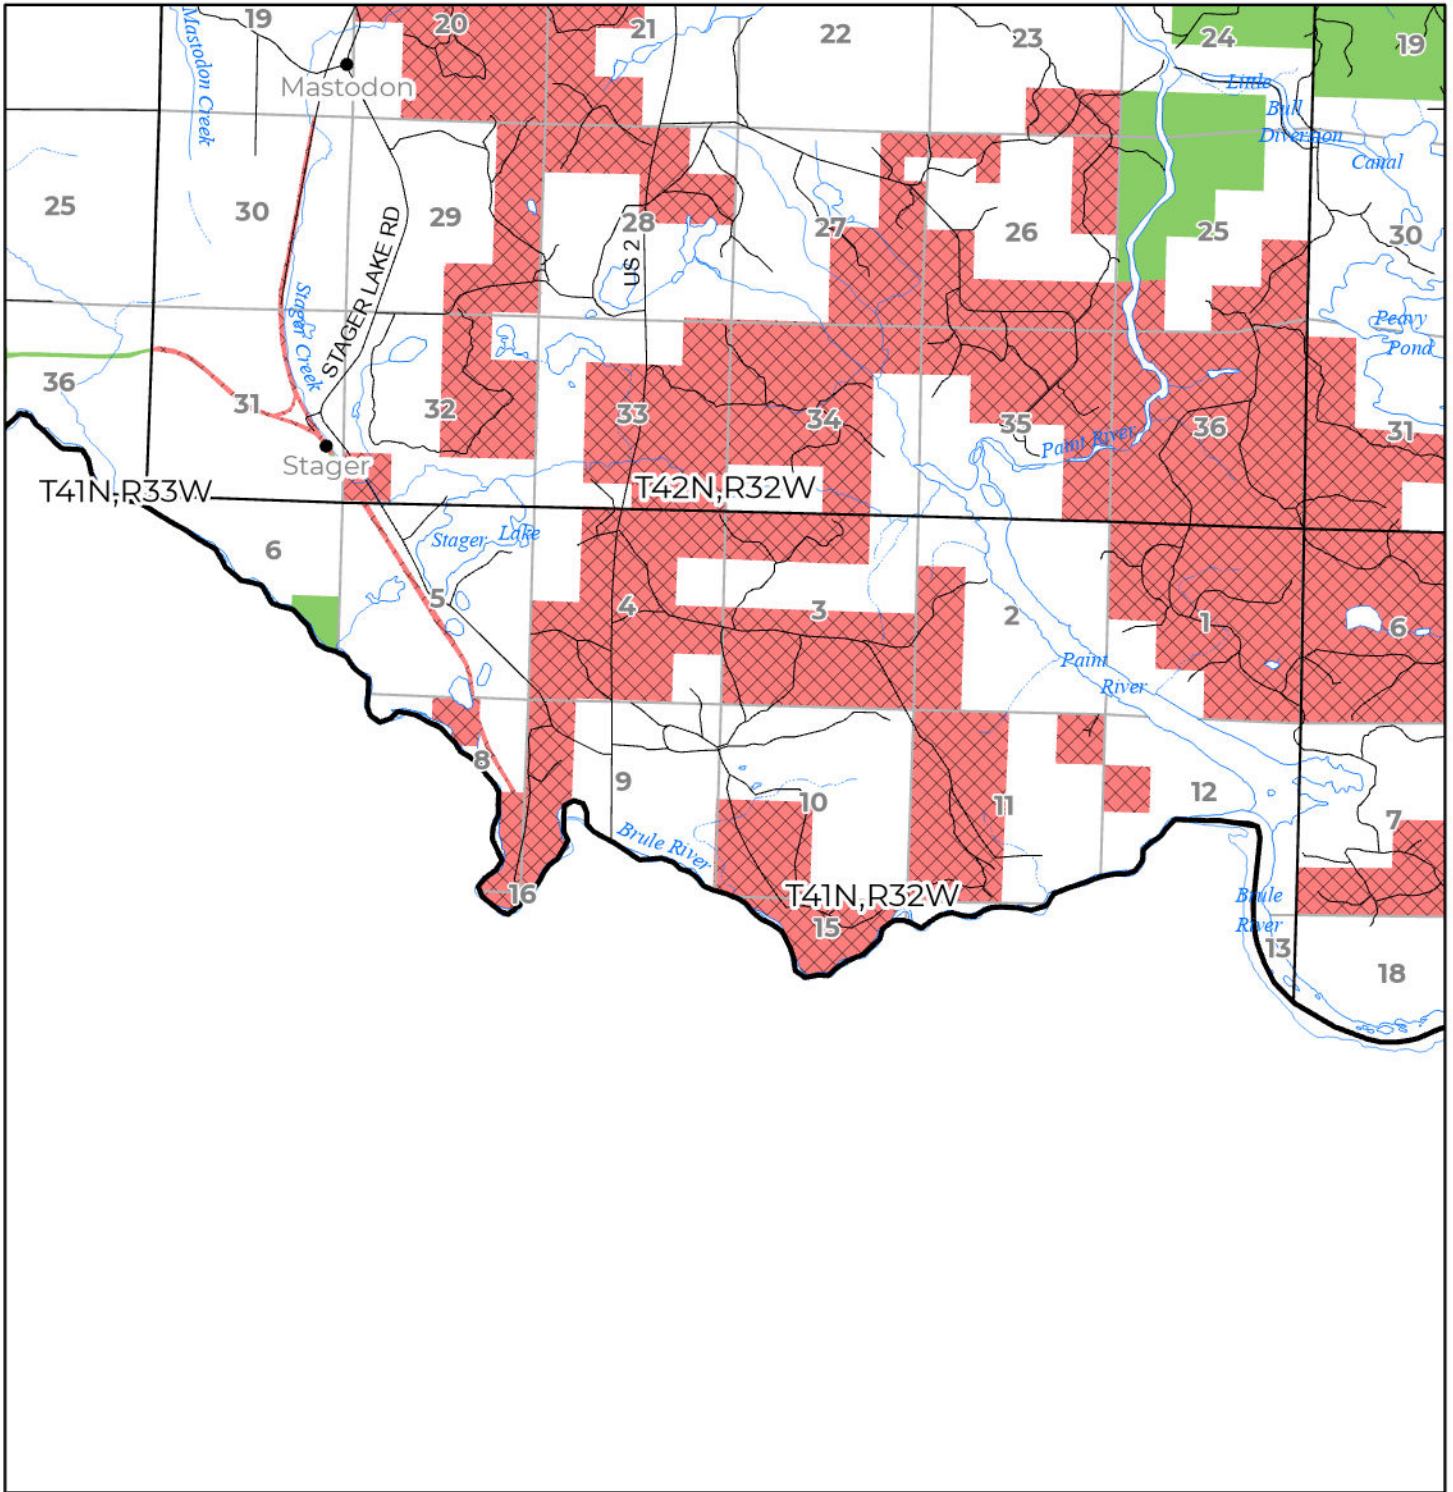 19
20
21
22
23
24
19
Mastodon Creek
Mastodon
Little
Bull
Diversion
Canal
25
30
29
28
27
26
25
30
STAGER LAKE RD
US 2
Stager Creek
Peavy
Pond
36
31
32
33
34
35
36
31
Paint River
Stager
T41N,R33W
T42N,R32W
6
Stager Lake
5
4
3
2
1
6
Paint
River
8
9
10
11
12
7
Brule River
16
T41N,R32W
15
Brule
River
13
18